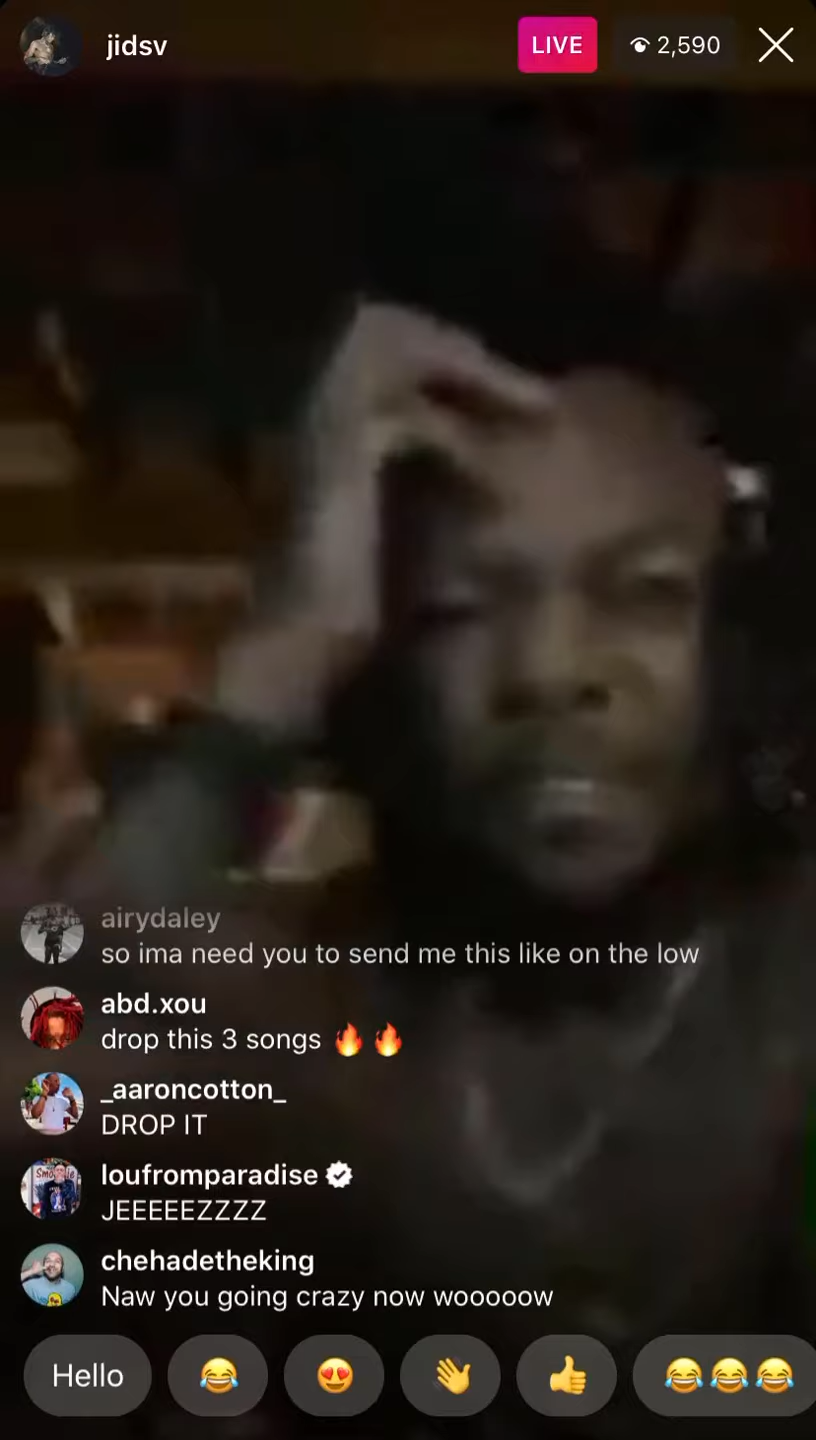 jidsv
LIVE
2,590
airydaley
so ima need you to send me this like on the low
abd.xou
drop this 3 songs 🔥 🔥
_aaroncotton_
DROP IT
loufromparadise
JEEEEEZZZZ
chehadetheking
Naw you going crazy now wooooow
Hello 😂 😍 👋 👍 😂😂😂